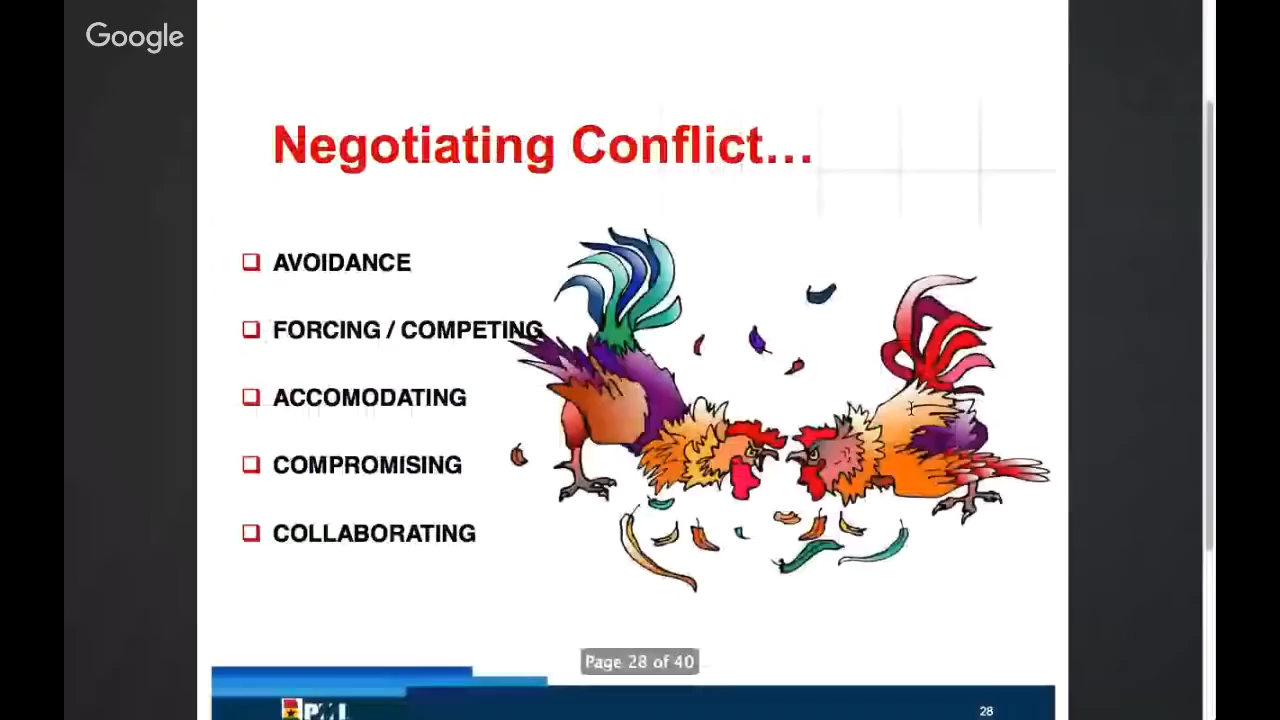 Google
Negotiating Conflict...
AVOIDANCE
FORCING / COMPETING
ACCOMODATING
COMPROMISING
COLLABORATING
Page 28 of 40
28